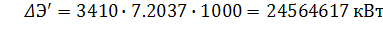 ΔЭ′ = 3410 · 7.2037 · 1000 = 24564617 кВт